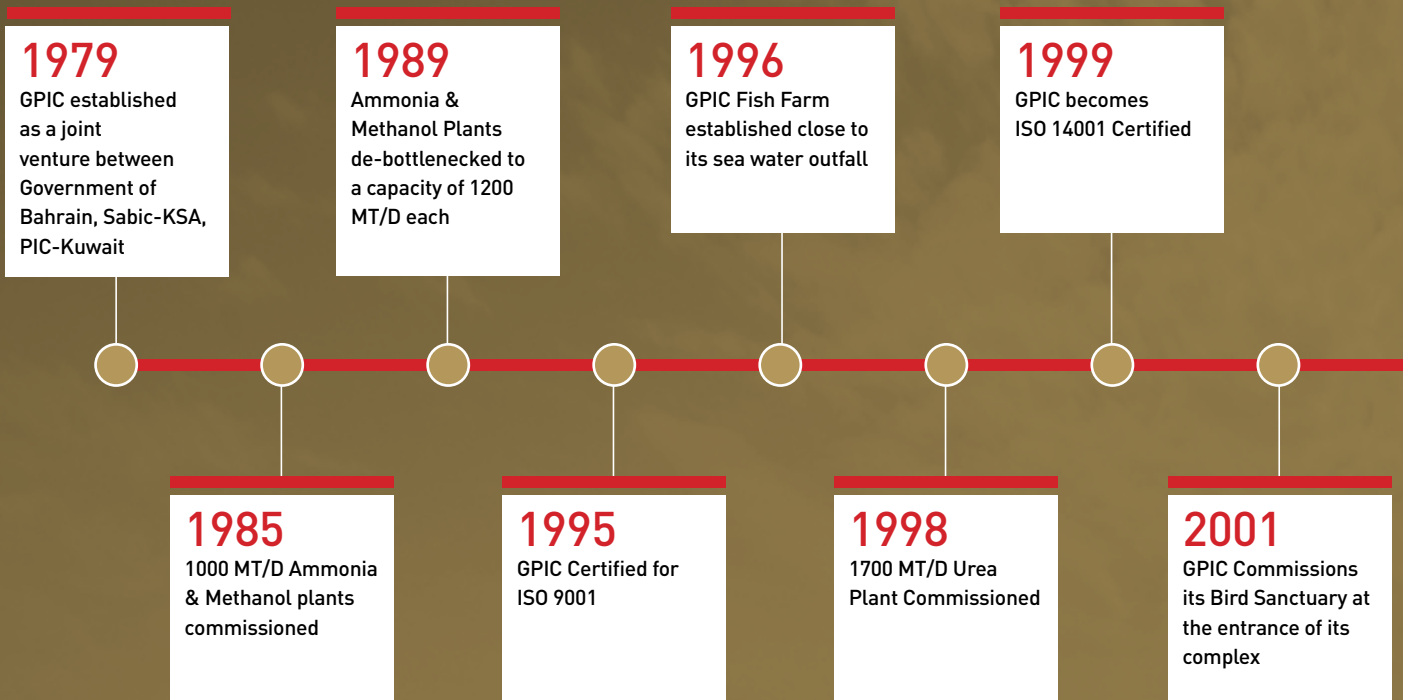 1979
GPIC established
as a joint
venture between
Government of
Bahrain, Sabic-KSA,
PIC-Kuwait
1985
1000 MT/D Ammonia
& Methanol plants
commissioned
1989
Ammonia &
Methanol Plants
de-bottlenecked to
a capacity of 1200
MT/D each
1995
GPIC Certified for
ISO 9001
1996
GPIC Fish Farm
established close to
its sea water outfall
1998
1700 MT/D Urea
Plant Commissioned
1999
GPIC becomes
ISO 14001 Certified
2001
GPIC Commissions
its Bird Sanctuary at
the entrance of its
complex